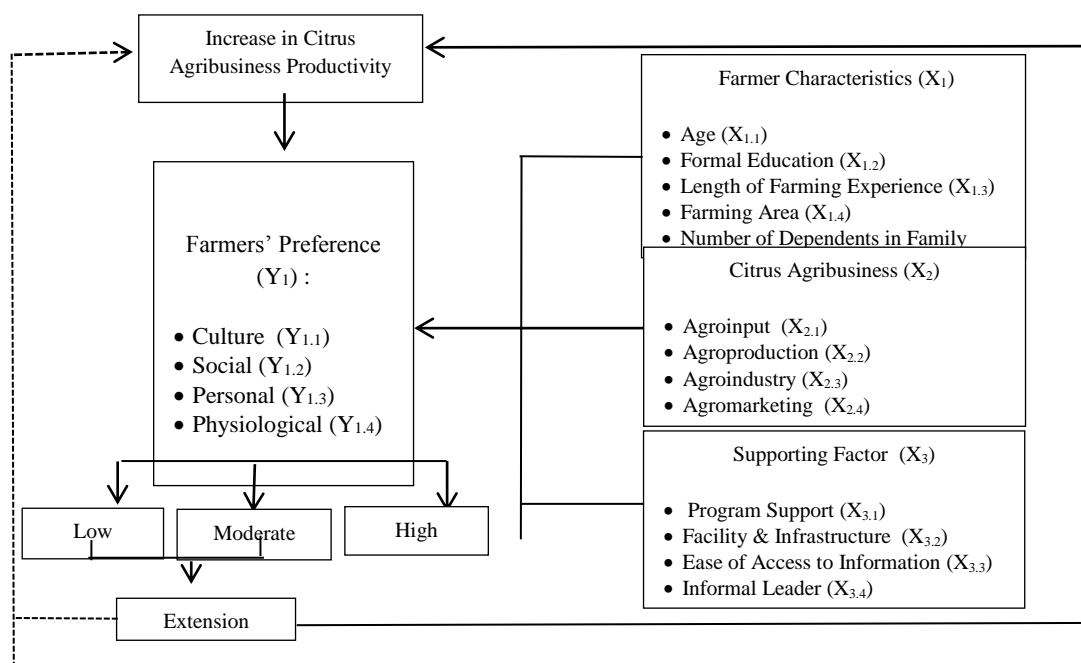 Increase in Citrus
Agribusiness Productivity
Farmers’ Preference
(Y1) :
• Culture (Y1.1)
• Social (Y1.2)
• Personal (Y1.3)
• Physiological (Y1.4)
Low
Moderate
High
Extension
Farmer Characteristics (X1)
• Age (X1.1)
• Formal Education (X1.2)
• Length of Farming Experience (X1.3)
• Farming Area (X1.4)
• Number of Dependents in Family
Citrus Agribusiness (X2)
• Agroinput (X2.1)
• Agroproduction (X2.2)
• Agroindustry (X2.3)
• Agromarketing (X2.4)
Supporting Factor (X3)
• Program Support (X3.1)
• Facility & Infrastructure (X3.2)
• Ease of Access to Information (X3.3)
• Informal Leader (X3.4)